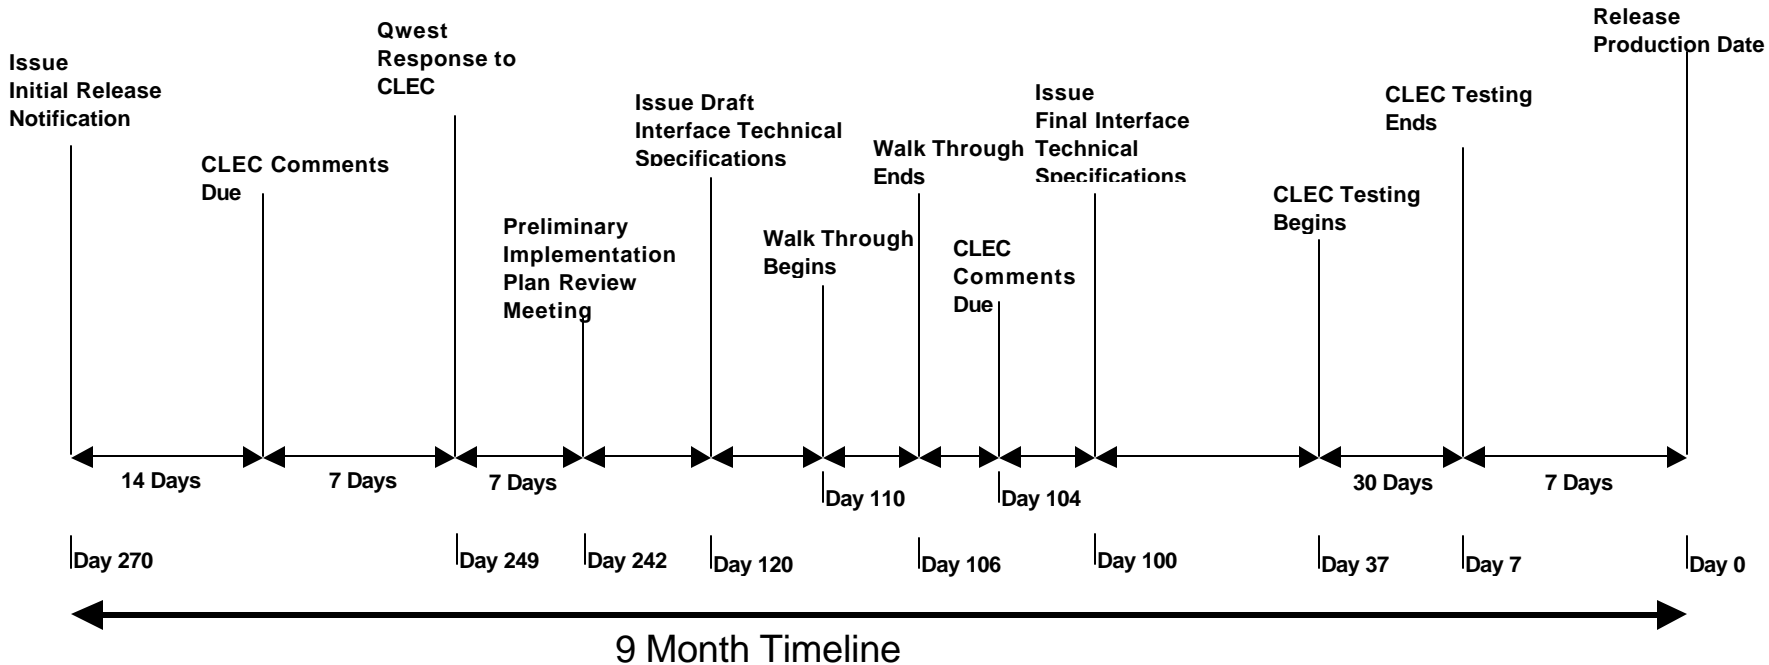 Issue
Initial Release
Notification
CLEC Comments
Due
Qwest
Response to
CLEC
Preliminary
Implementation
Plan Review
Meeting
Issue Draft
Interface Technical
Specifications
Walk Through
Begins
Walk Through
Ends
CLEC
Comments
Due
Issue
Final Interface
Technical
Specifications
CLEC Testing
Begins
CLEC Testing
Ends
Release
Production Date
14 Days
7 Days
7 Days
30 Days
7 Days
Day 110
Day 104
Day 270
Day 249
Day 242
Day 120
Day 106
Day 100
Day 37
Day 7
Day 0
9 Month Timeline